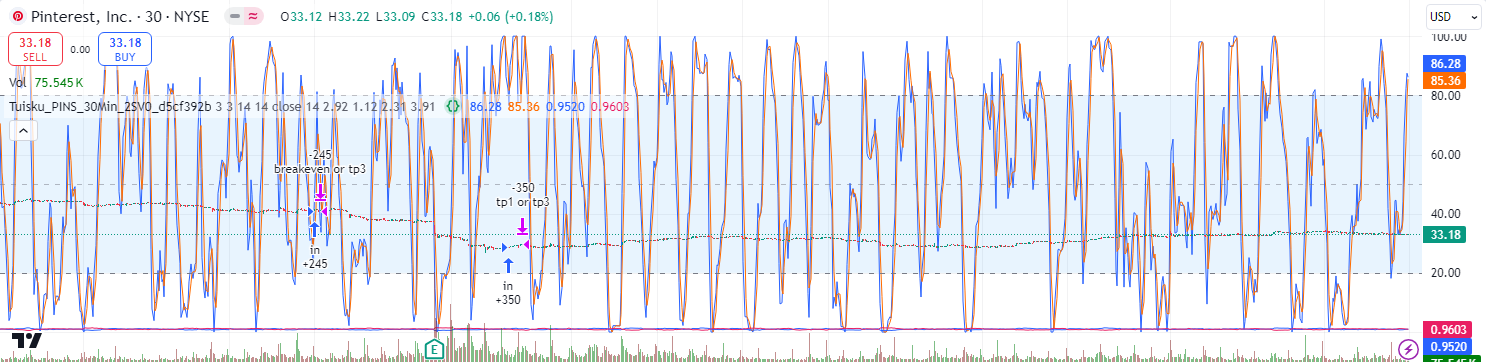 Pinterest, Inc. · 30 · NYSE O33.12 H33.22 L33.09 C33.18 +0.06 (+0.18%)
USD
33.18 SELL 0.00 33.18 BUY
100.00
86.28
Vol 75.545 K
85.36
80.00
Tuisku_PINS_30Min_2SV0_d5cf392b 3 3 14 14 close 14 2.92 1.12 2.31 3.91 86.28 85.36 0.9520 0.9603
-245
breakeven or tp3
60.00
-350
tp1 or tp3
40.00
33.18
in
+245
20.00
in
+350
0.9603
0.9520
E
75.545 K